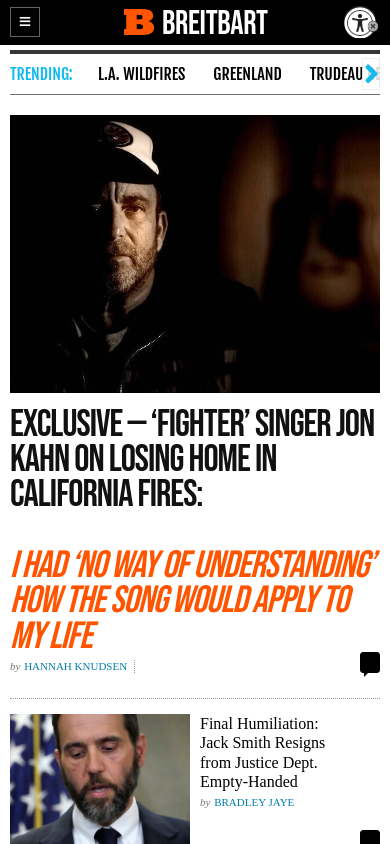 BREITBART
TRENDING: L.A. WILDFIRES GREENLAND TRUDEAU
EXCLUSIVE — ‘FIGHTER’ SINGER JON
KAHN ON LOSING HOME IN
CALIFORNIA FIRES:
I HAD ‘NO WAY OF UNDERSTANDING’
HOW THE SONG WOULD APPLY TO
MY LIFE
by HANNAH KNUDSEN
Final Humiliation:
Jack Smith Resigns
from Justice Dept.
Empty-Handed
by BRADLEY JAYE